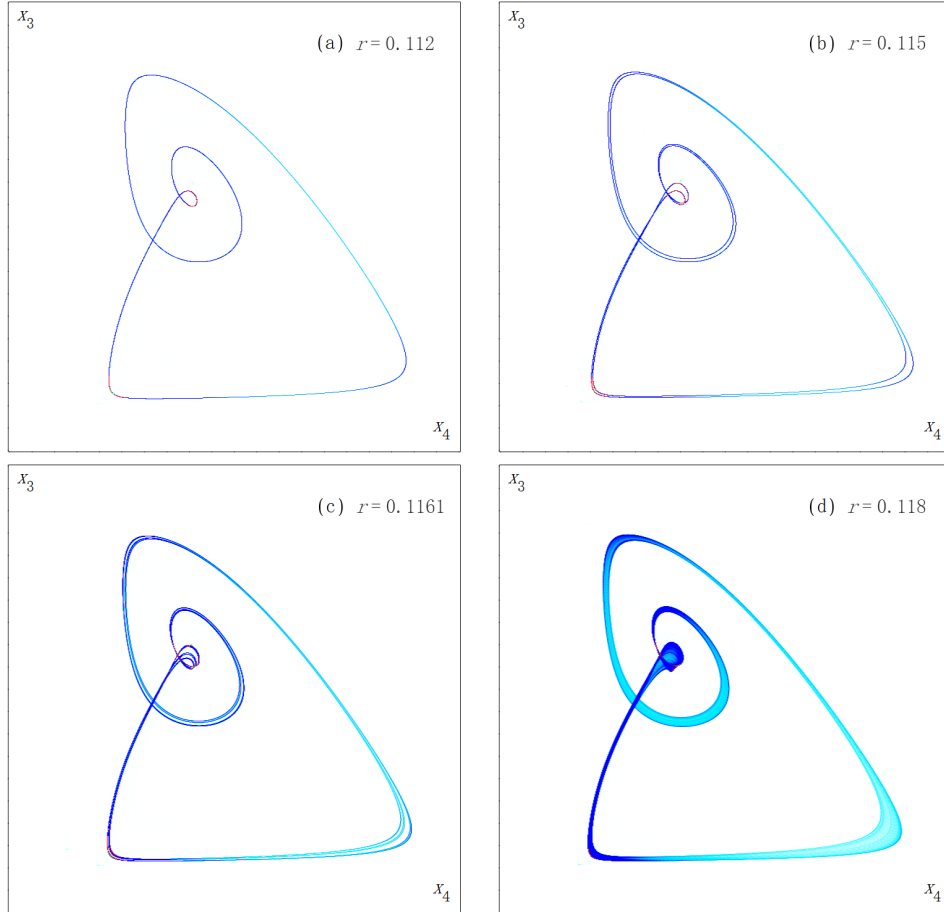 X₃
(a) r=0.112
X₄
X₃
(b) r=0.115
X₄
X₃
(c) r=0.1161
X₄
X₃
(d) r=0.118
X₄